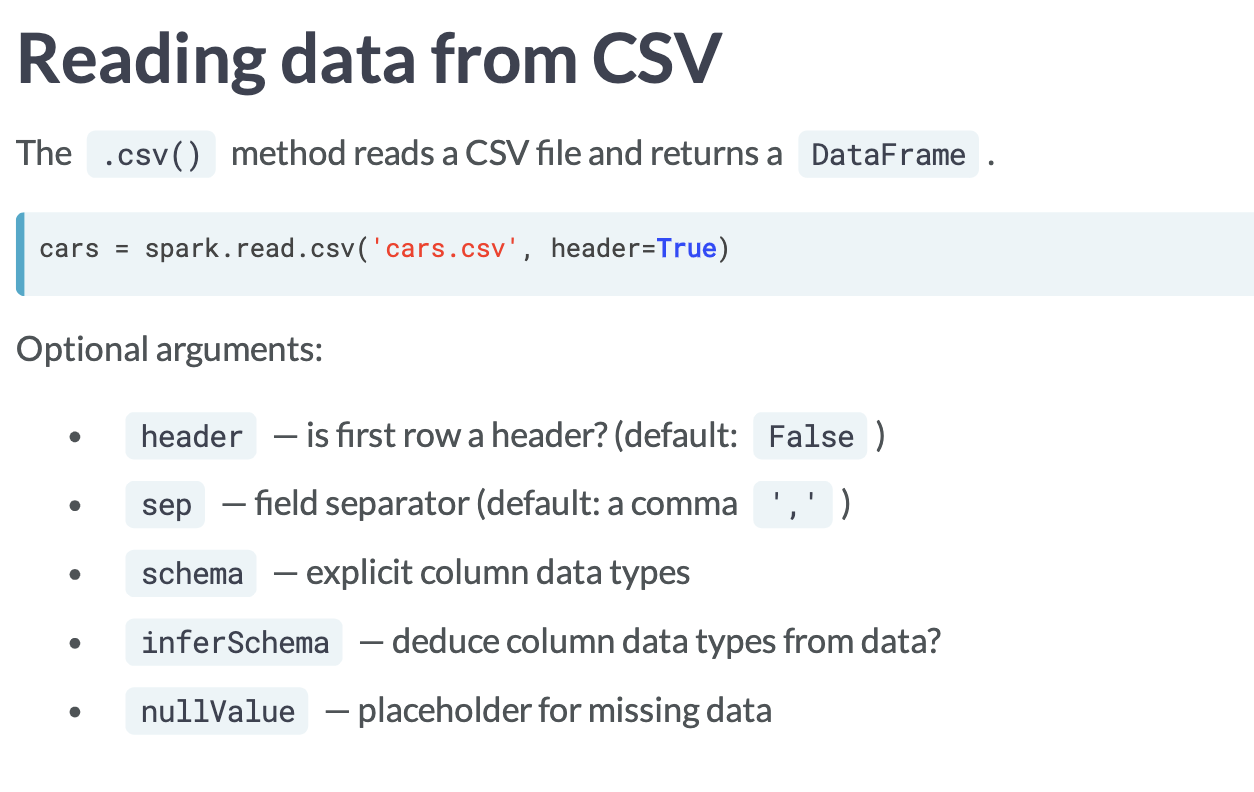 Reading data from CSV
The .csv() method reads a CSV file and returns a DataFrame .
cars = spark.read.csv('cars.csv', header=True)
Optional arguments:
• header — is first row a header? (default: False )
• sep — field separator (default: a comma ',' )
• schema — explicit column data types
• inferSchema — deduce column data types from data?
• nullValue — placeholder for missing data